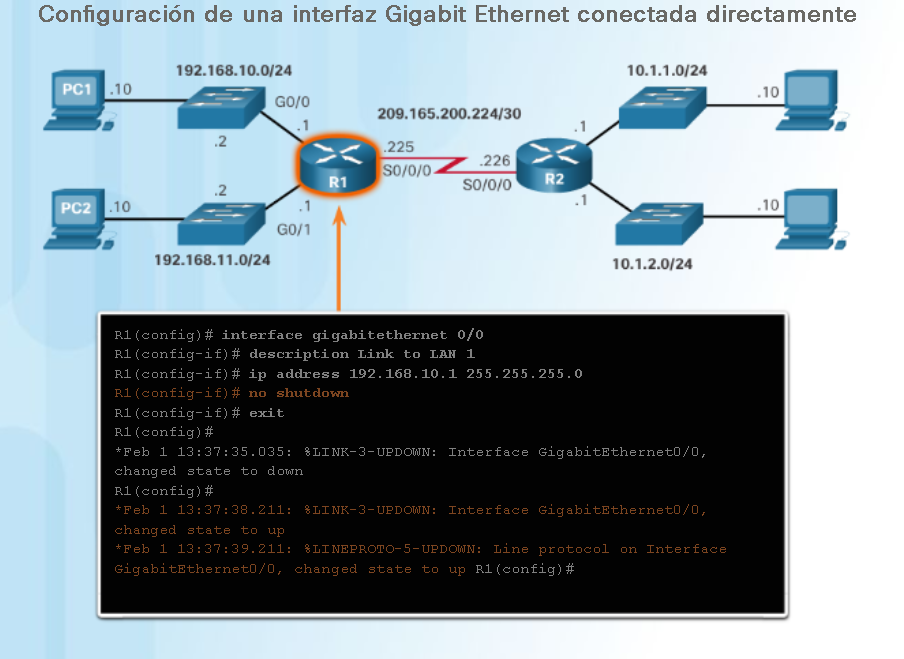 Configuración de una interfaz Gigabit Ethernet conectada directamente
192.168.10.0/24
10.1.1.0/24
PC1
.10
G0/0
.10
.1
209.165.200.224/30
.1
.2
.225
R1
S0/0/0
.226
S0/0/0
R2
.2
.1
PC2
.10
.1
.10
G0/1
192.168.11.0/24
10.1.2.0/24
R1(config)# interface gigabitethernet 0/0
R1(config-if)# description Link to LAN 1
R1(config-if)# ip address 192.168.10.1 255.255.255.0
R1(config-if)# no shutdown
R1(config-if)# exit
R1(config)#
*Feb 1 13:37:35.035: %LINK-3-UPDOWN: Interface GigabitEthernet0/0,
changed state to down
R1(config)#
*Feb 1 13:37:38.211: %LINK-3-UPDOWN: Interface GigabitEthernet0/0,
changed state to up
*Feb 1 13:37:39.211: %LINEPROTO-5-UPDOWN: Line protocol on Interface
GigabitEthernet0/0, changed state to up R1(config)#